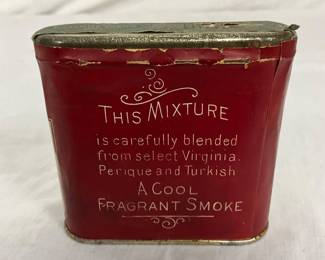 THIS MIXTURE
is carefully blended
from select Virginia.
Perique and Turkish
A COOL
FRAGRANT SMOKE